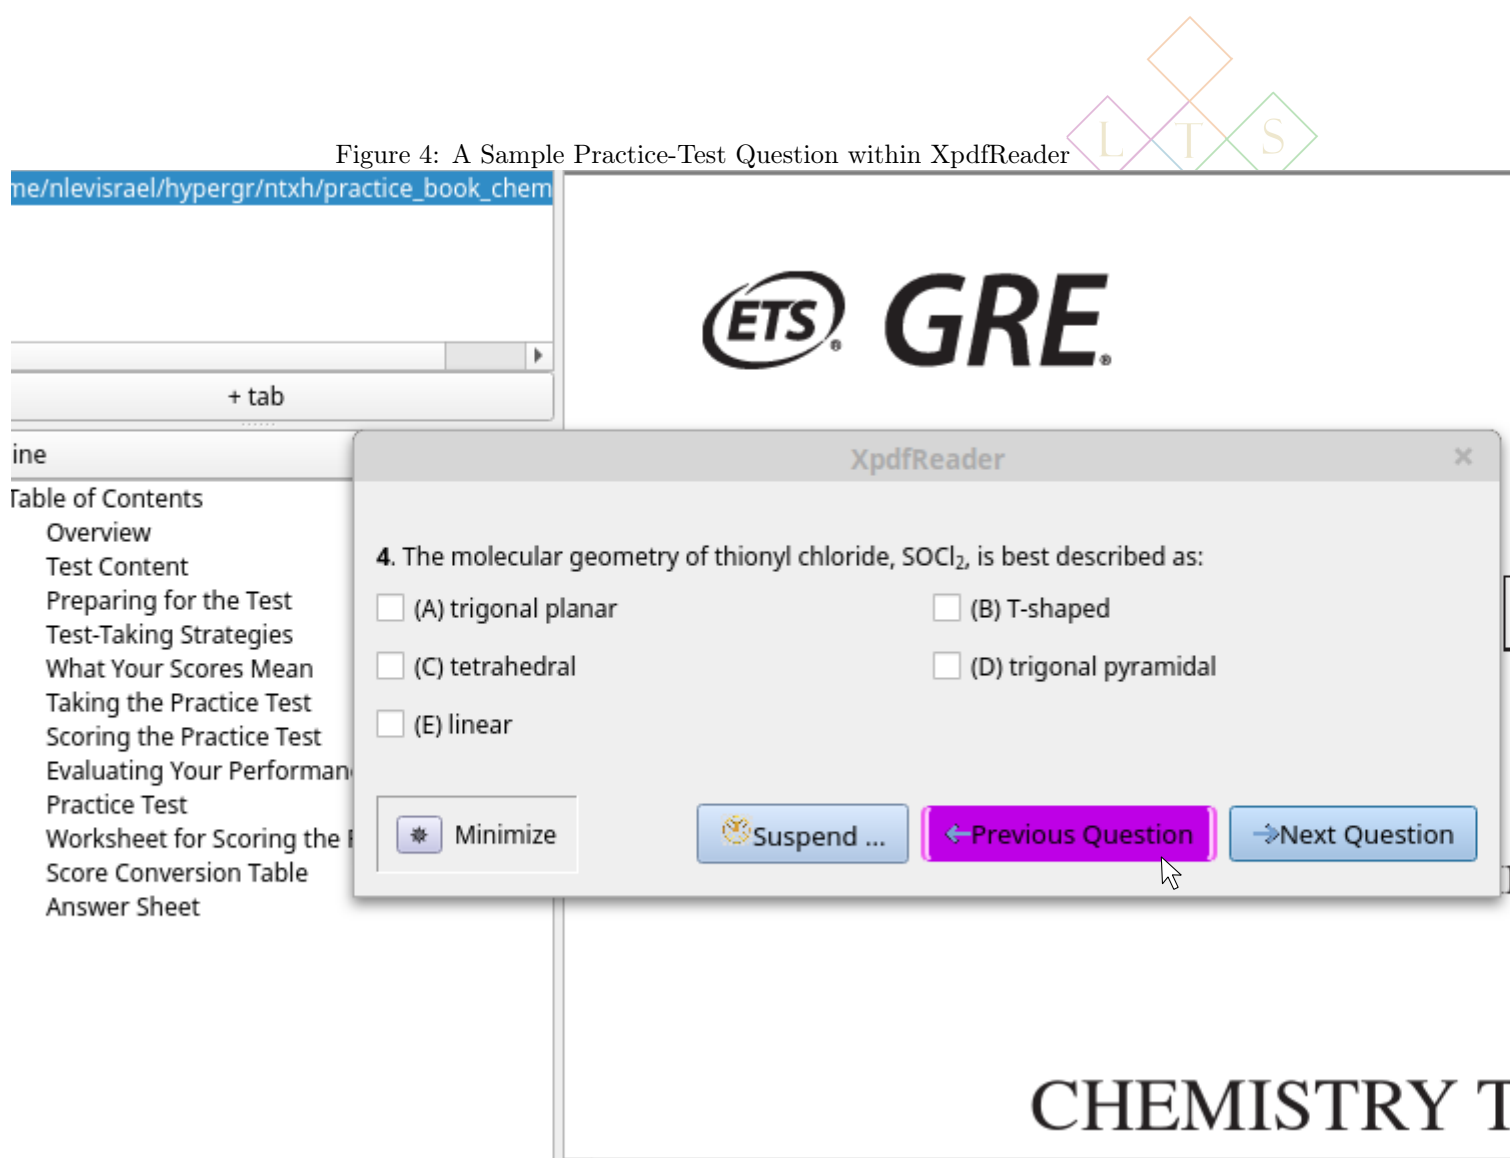 Figure 4: A Sample Practice-Test Question within XpdfReader
L T S
me/nlevisrael/hypergr/ntxh/practice_book_chem
+ tab
ine
Table of Contents
Overview
Test Content
Preparing for the Test
Test-Taking Strategies
What Your Scores Mean
Taking the Practice Test
Scoring the Practice Test
Evaluating Your Performan
Practice Test
Worksheet for Scoring the
Score Conversion Table
Answer Sheet
ETS® GRE®
XpdfReader
4. The molecular geometry of thionyl chloride, SOCl₂, is best described as:
(A) trigonal planar
(B) T-shaped
(C) tetrahedral
(D) trigonal pyramidal
(E) linear
Minimize
Suspend ...
Previous Question
Next Question
CHEMISTRY T